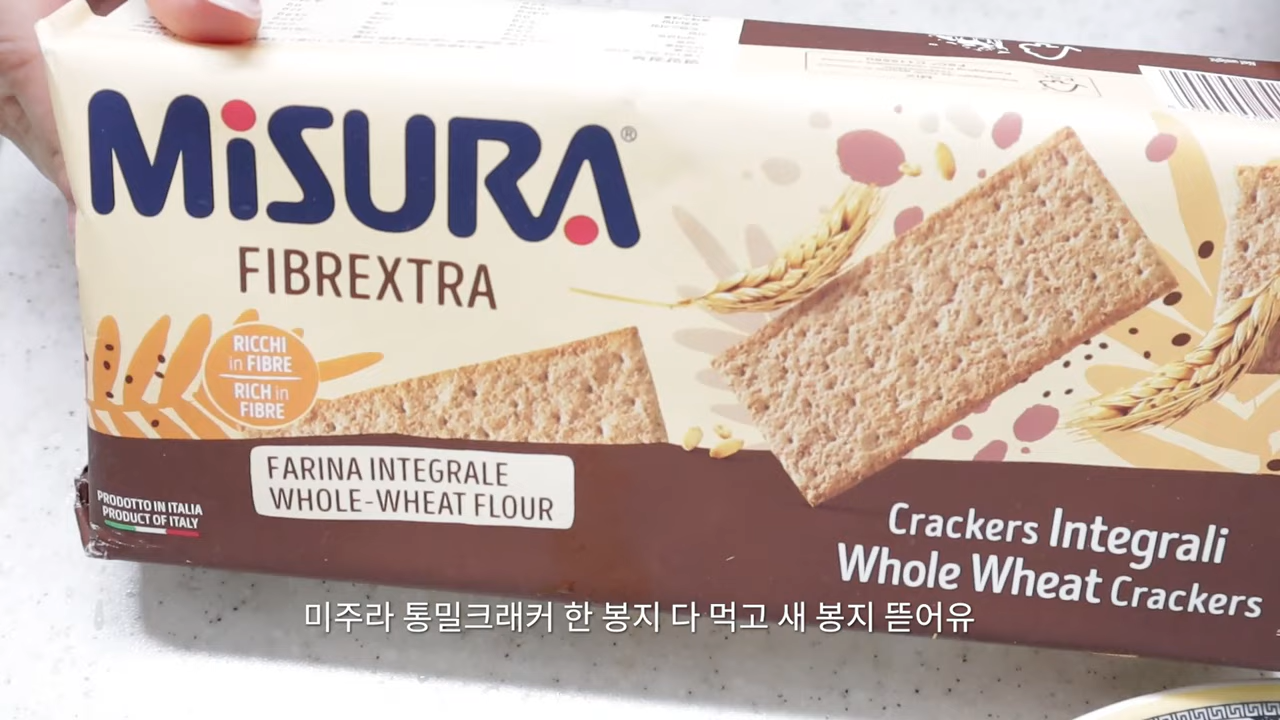 MiSURA®
FIBREXTRA
RICCHI
in FIBRE
RICH in
FIBRE
FARINA INTEGRALE
WHOLE-WHEAT FLOUR
PRODOTTO IN ITALIA
PRODUCT OF ITALY
Crackers Integrali
Whole Wheat Crackers
미주라 통밀크래커 한 봉지 다 먹고 새 봉지 뜯어유